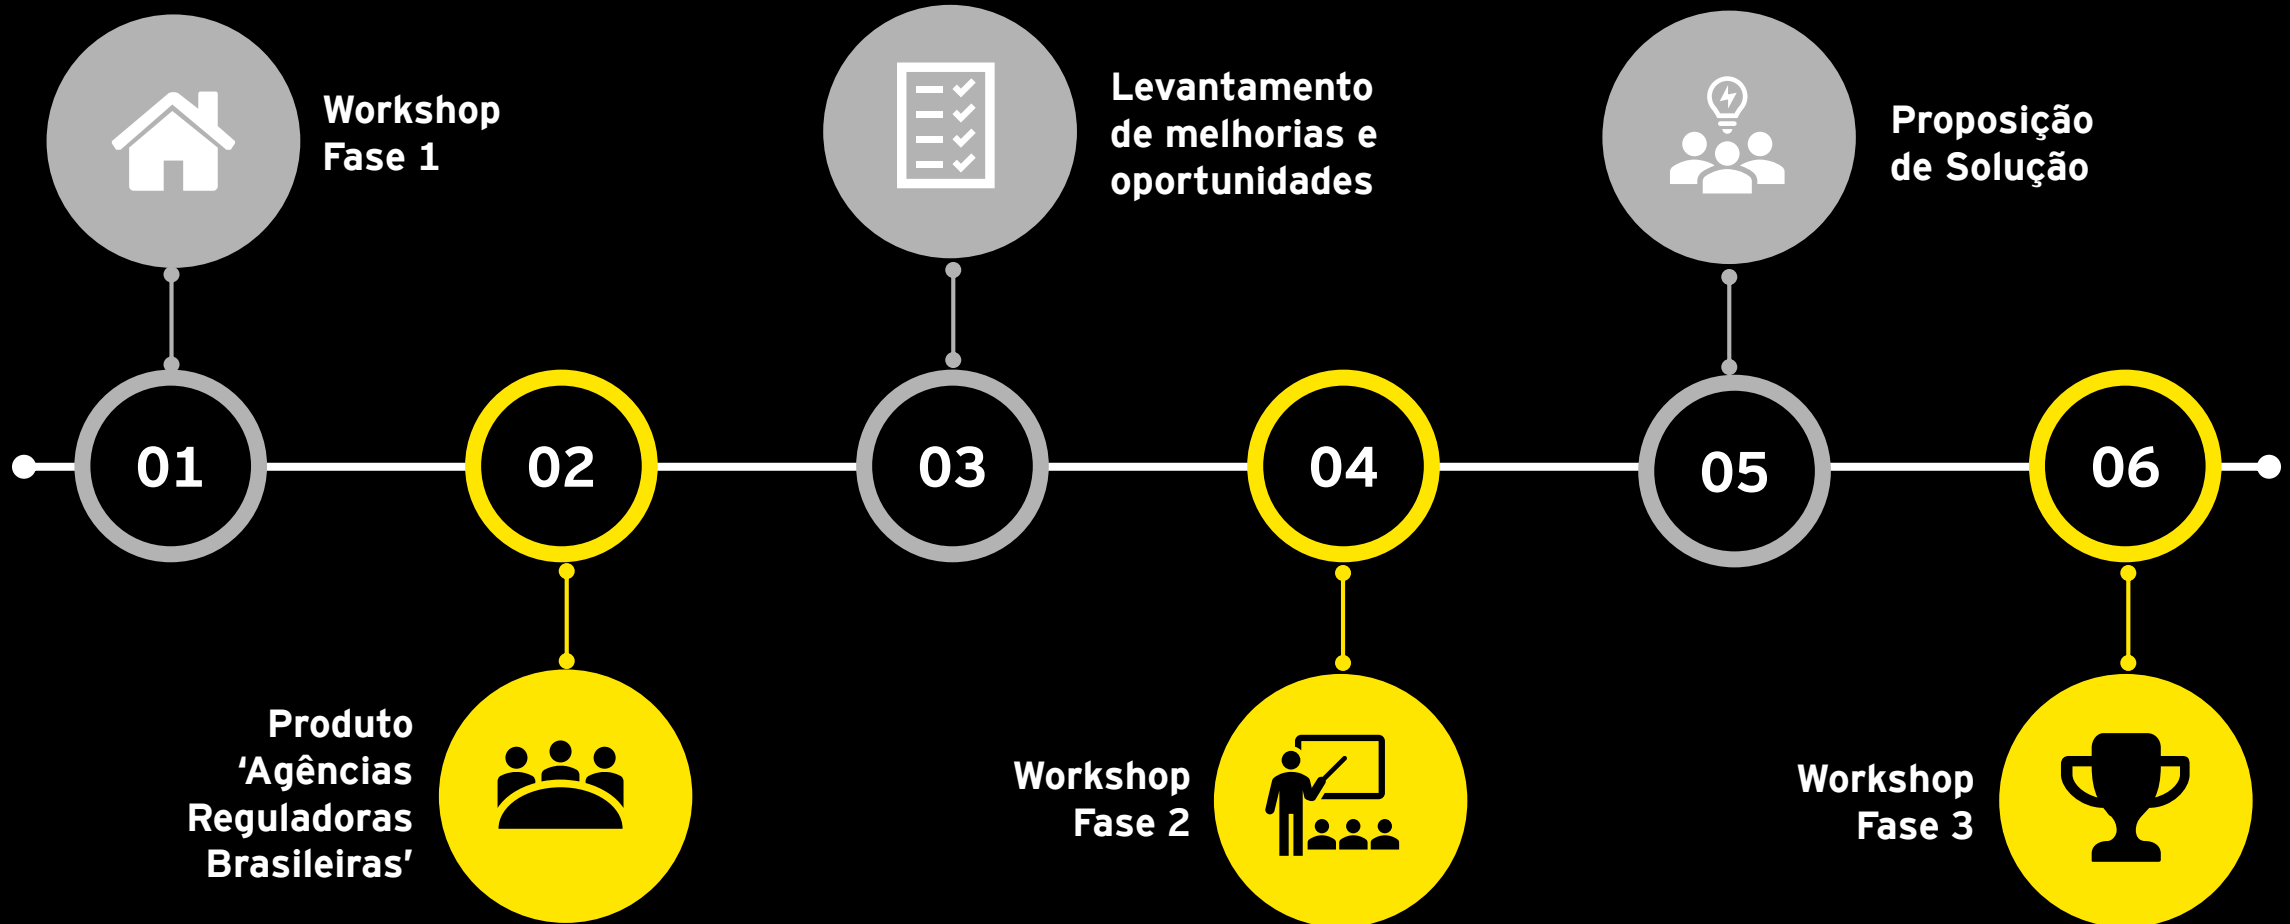 Workshop
Fase 1
Levantamento
de melhorias e
oportunidades
Proposição
de Solução
01
02
03
04
05
06
Produto
‘Agências
Reguladoras
Brasileiras’
Workshop
Fase 2
Workshop
Fase 3